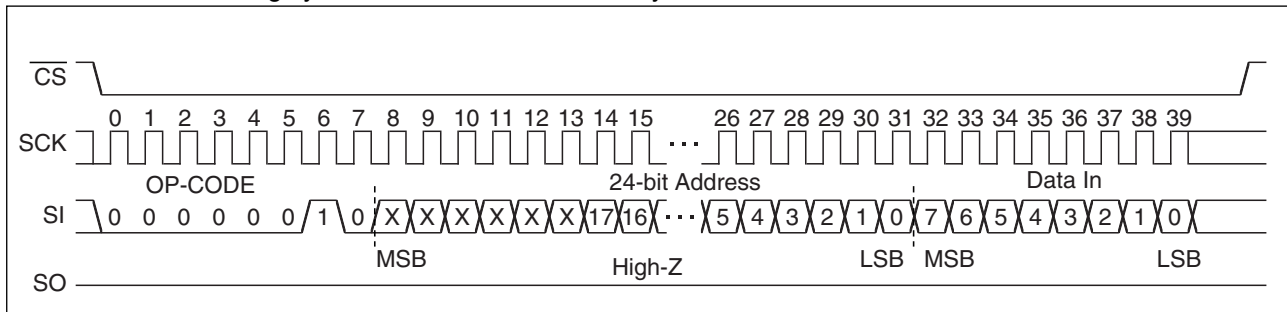 CS
0 1 2 3 4 5 6 7 8 9 10 11 12 13 14 15 26 27 28 29 30 31 32 33 34 35 36 37 38 39
SCK ···
OP-CODE 24-bit Address Data In
SI 0 0 0 0 0 0 1 0 X X X X X X 17 16 ··· 5 4 3 2 1 0 7 6 5 4 3 2 1 0
MSB High-Z LSB MSB LSB
SO